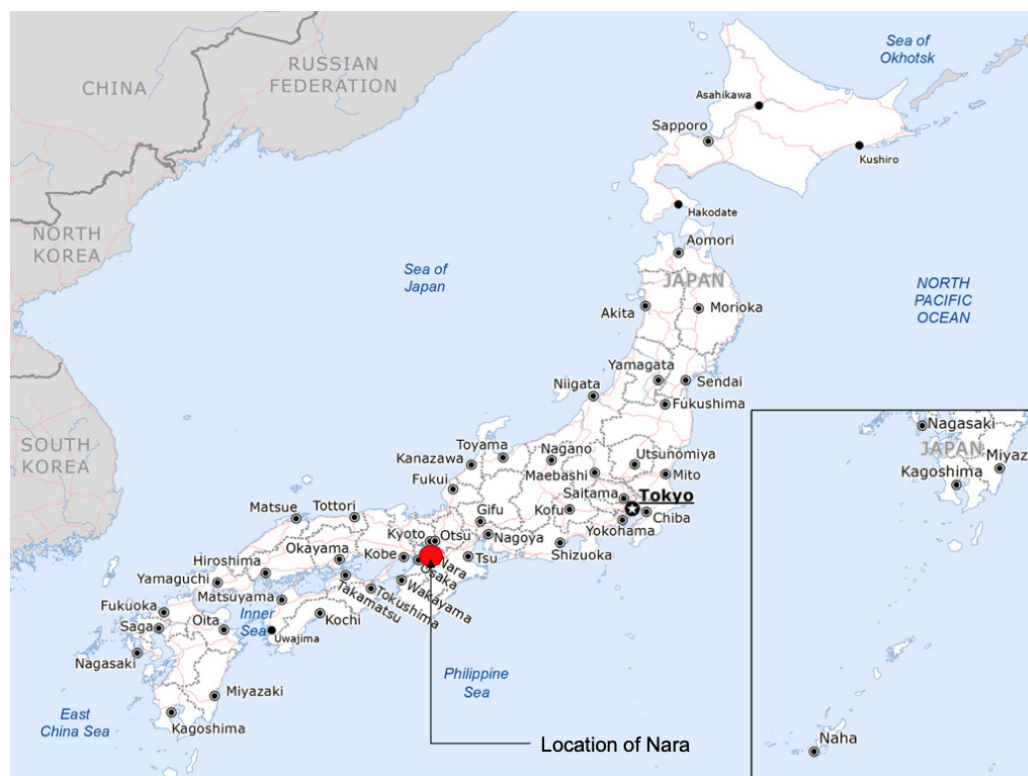 Sea of
Okhotsk
RUSSIAN
FEDERATION
CHINA
Asahikawa
Sapporo
Kushiro
Hakodate
NORTH
KOREA
Aomori
Sea of
Japan
JAPAN
NORTH
PACIFIC
OCEAN
Akita
Morioka
Yamagata
Niigata
Sendai
Fukushima
SOUTH
KOREA
Toyama
Kanazawa
Nagano
Utsunomiya
Maebashi
Mito
Fukui
Saitama
Tokyo
Gifu
Kofu
Chiba
Yokohama
Matsue
Tottori
Kyoto
Otsu
Nagoya
Shizuoka
Okayama
Kobe
Nara
Osaka
Tsu
Hiroshima
Yamaguchi
Wakayama
Tokushima
Takamatsu
Matsuyama
Fukuoka
Inner
Sea
Kochi
Saga
Oita
Uwajima
Nagasaki
Philippine
Sea
Miyazaki
East
China Sea
Kagoshima
Location of Nara
Nagasaki
JAPAN
Miyaz
Kagoshima
Naha